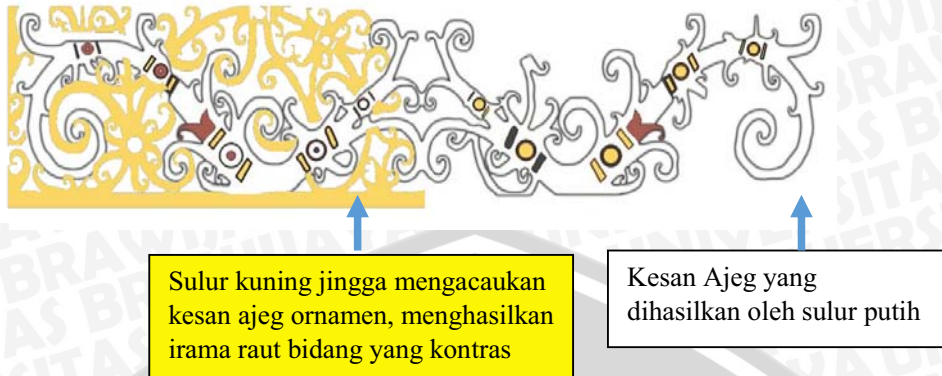 Sulur kuning jingga mengacaukan
kesan ajeg ornamen, menghasilkan
irama raut bidang yang kontras
Kesan Ajeg yang
dihasilkan oleh sulur putih